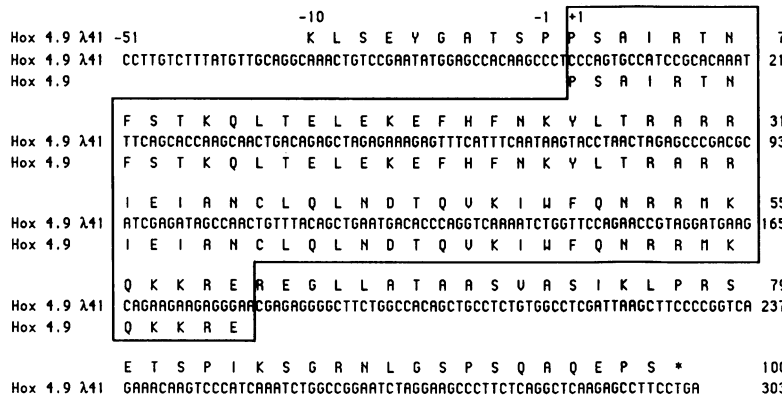 -10 -1 +1
Hox 4.9 λ41 -51 K L S E Y G A T S P P S A I R T N 7
Hox 4.9 λ41 CCTTGTCTTTATGTTGCAGGCAAACTGTCCGAATATGGAGCCACAAGCCCTCCCAGTGCCATCCGCACAAAT 21
Hox 4.9 P S A I R T N
F S T K Q L T E L E K E F H F N K Y L T R A R R 31
Hox 4.9 λ41 TTCAGCACCAAGCAACTGACAGAGCTAGAGAAAGAGTTTCATTTCAATAAGTACCTAACTAGAGCCCGACGC 93
Hox 4.9 F S T K Q L T E L E K E F H F N K Y L T R A R R
I E I A N C L Q L N D T Q V K I W F Q N R R M K 55
Hox 4.9 λ41 ATCGAGATAGCCAACTGTTTACAGCTGAATGACACCCAGGTCAAAATCTGGTTCCAGAACCGTAGGATGAAG 165
Hox 4.9 I E I A N C L Q L N D T Q V K I W F Q N R R M K
Q K K R E R E G L L A T A A S V A S I K L P R S 79
Hox 4.9 λ41 CAGAAGAAGAGGGAACGAGAGGGGCTTCTGGCCACAGCTGCCTCTGTGGCCTCGATTAAGCTTCCCCGGTCA 237
Hox 4.9 Q K K R E
E T S P I K S G R N L G S P S Q A Q E P S * 100
Hox 4.9 λ41 GAAACAAGTCCCATCAAATCTGGCCGGAATCTAGGAAGCCCTTCTCAGGCTCAAGAGCCTTCCTGA 303